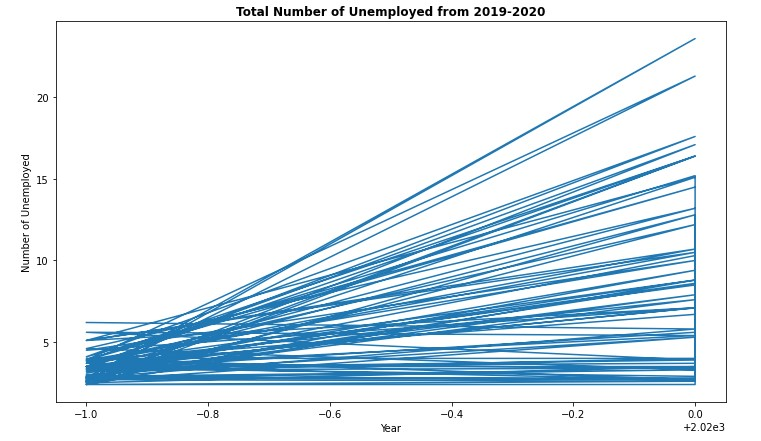 Total Number of Unemployed from 2019-2020
Number of Unemployed
20
15
10
5
−1.0 −0.8 −0.6 −0.4 −0.2 0.0
+2.02e3
Year